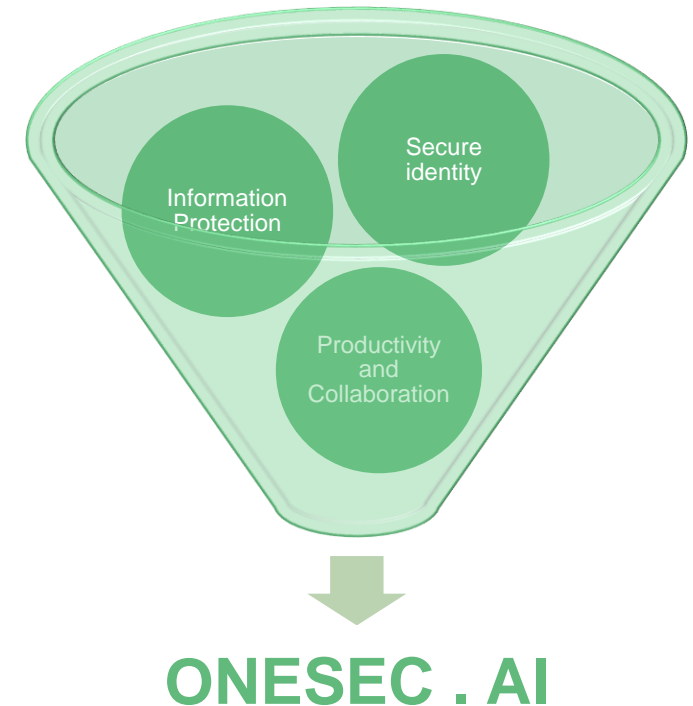 Secure
identity
Information
Protection
Productivity
and
Collaboration
ONESEC . AI